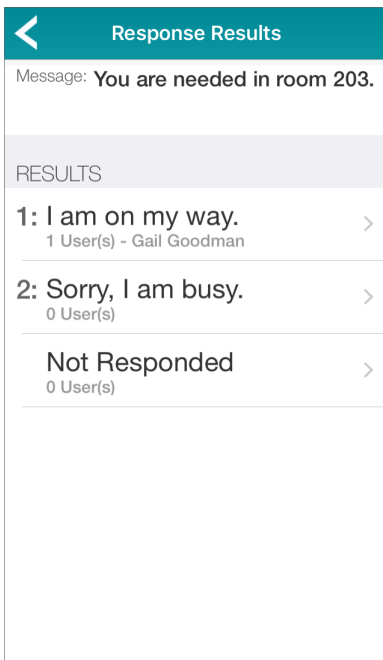 Response Results
Message: You are needed in room 203.
RESULTS
1: I am on my way.
1 User(s) - Gail Goodman
2: Sorry, I am busy.
0 User(s)
Not Responded
0 User(s)